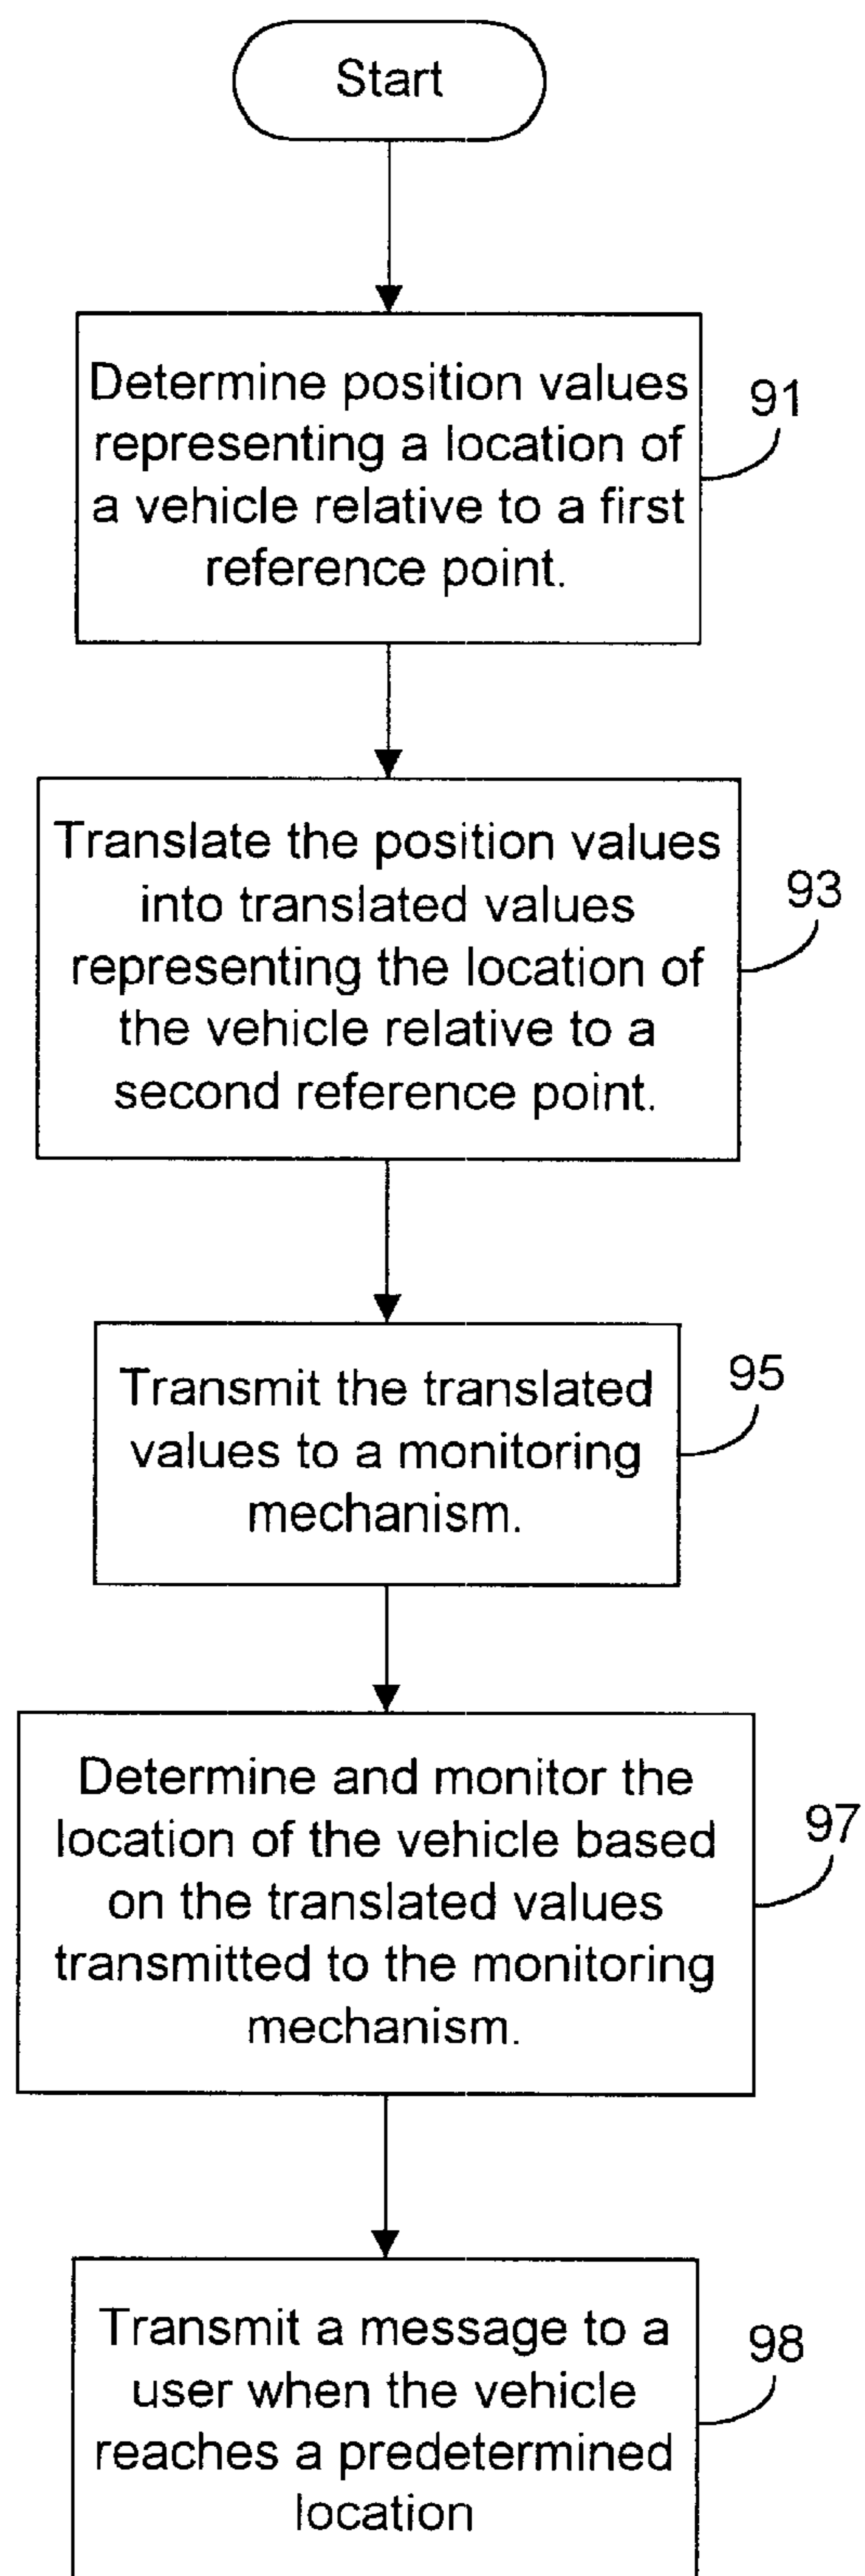 Start
Determine position values
representing a location of
a vehicle relative to a first
reference point.
91
Translate the position values
into translated values
representing the location of
the vehicle relative to a
second reference point.
93
Transmit the translated
values to a monitoring
mechanism.
95
Determine and monitor the
location of the vehicle based
on the translated values
transmitted to the monitoring
mechanism.
97
Transmit a message to a
user when the vehicle
reaches a predetermined
location
98